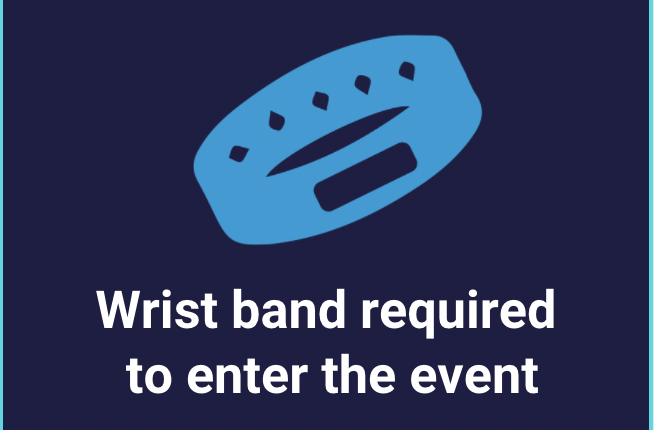 Wrist band required
to enter the event